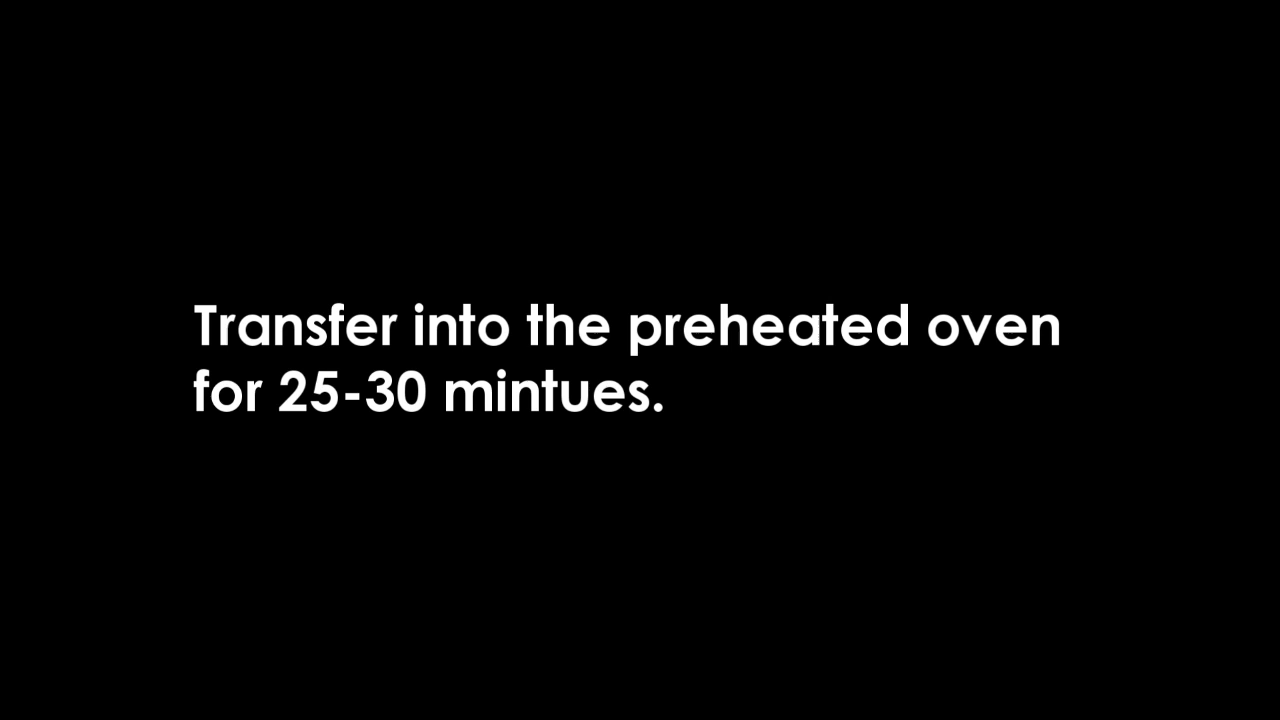 Transfer into the preheated oven
for 25-30 mintues.